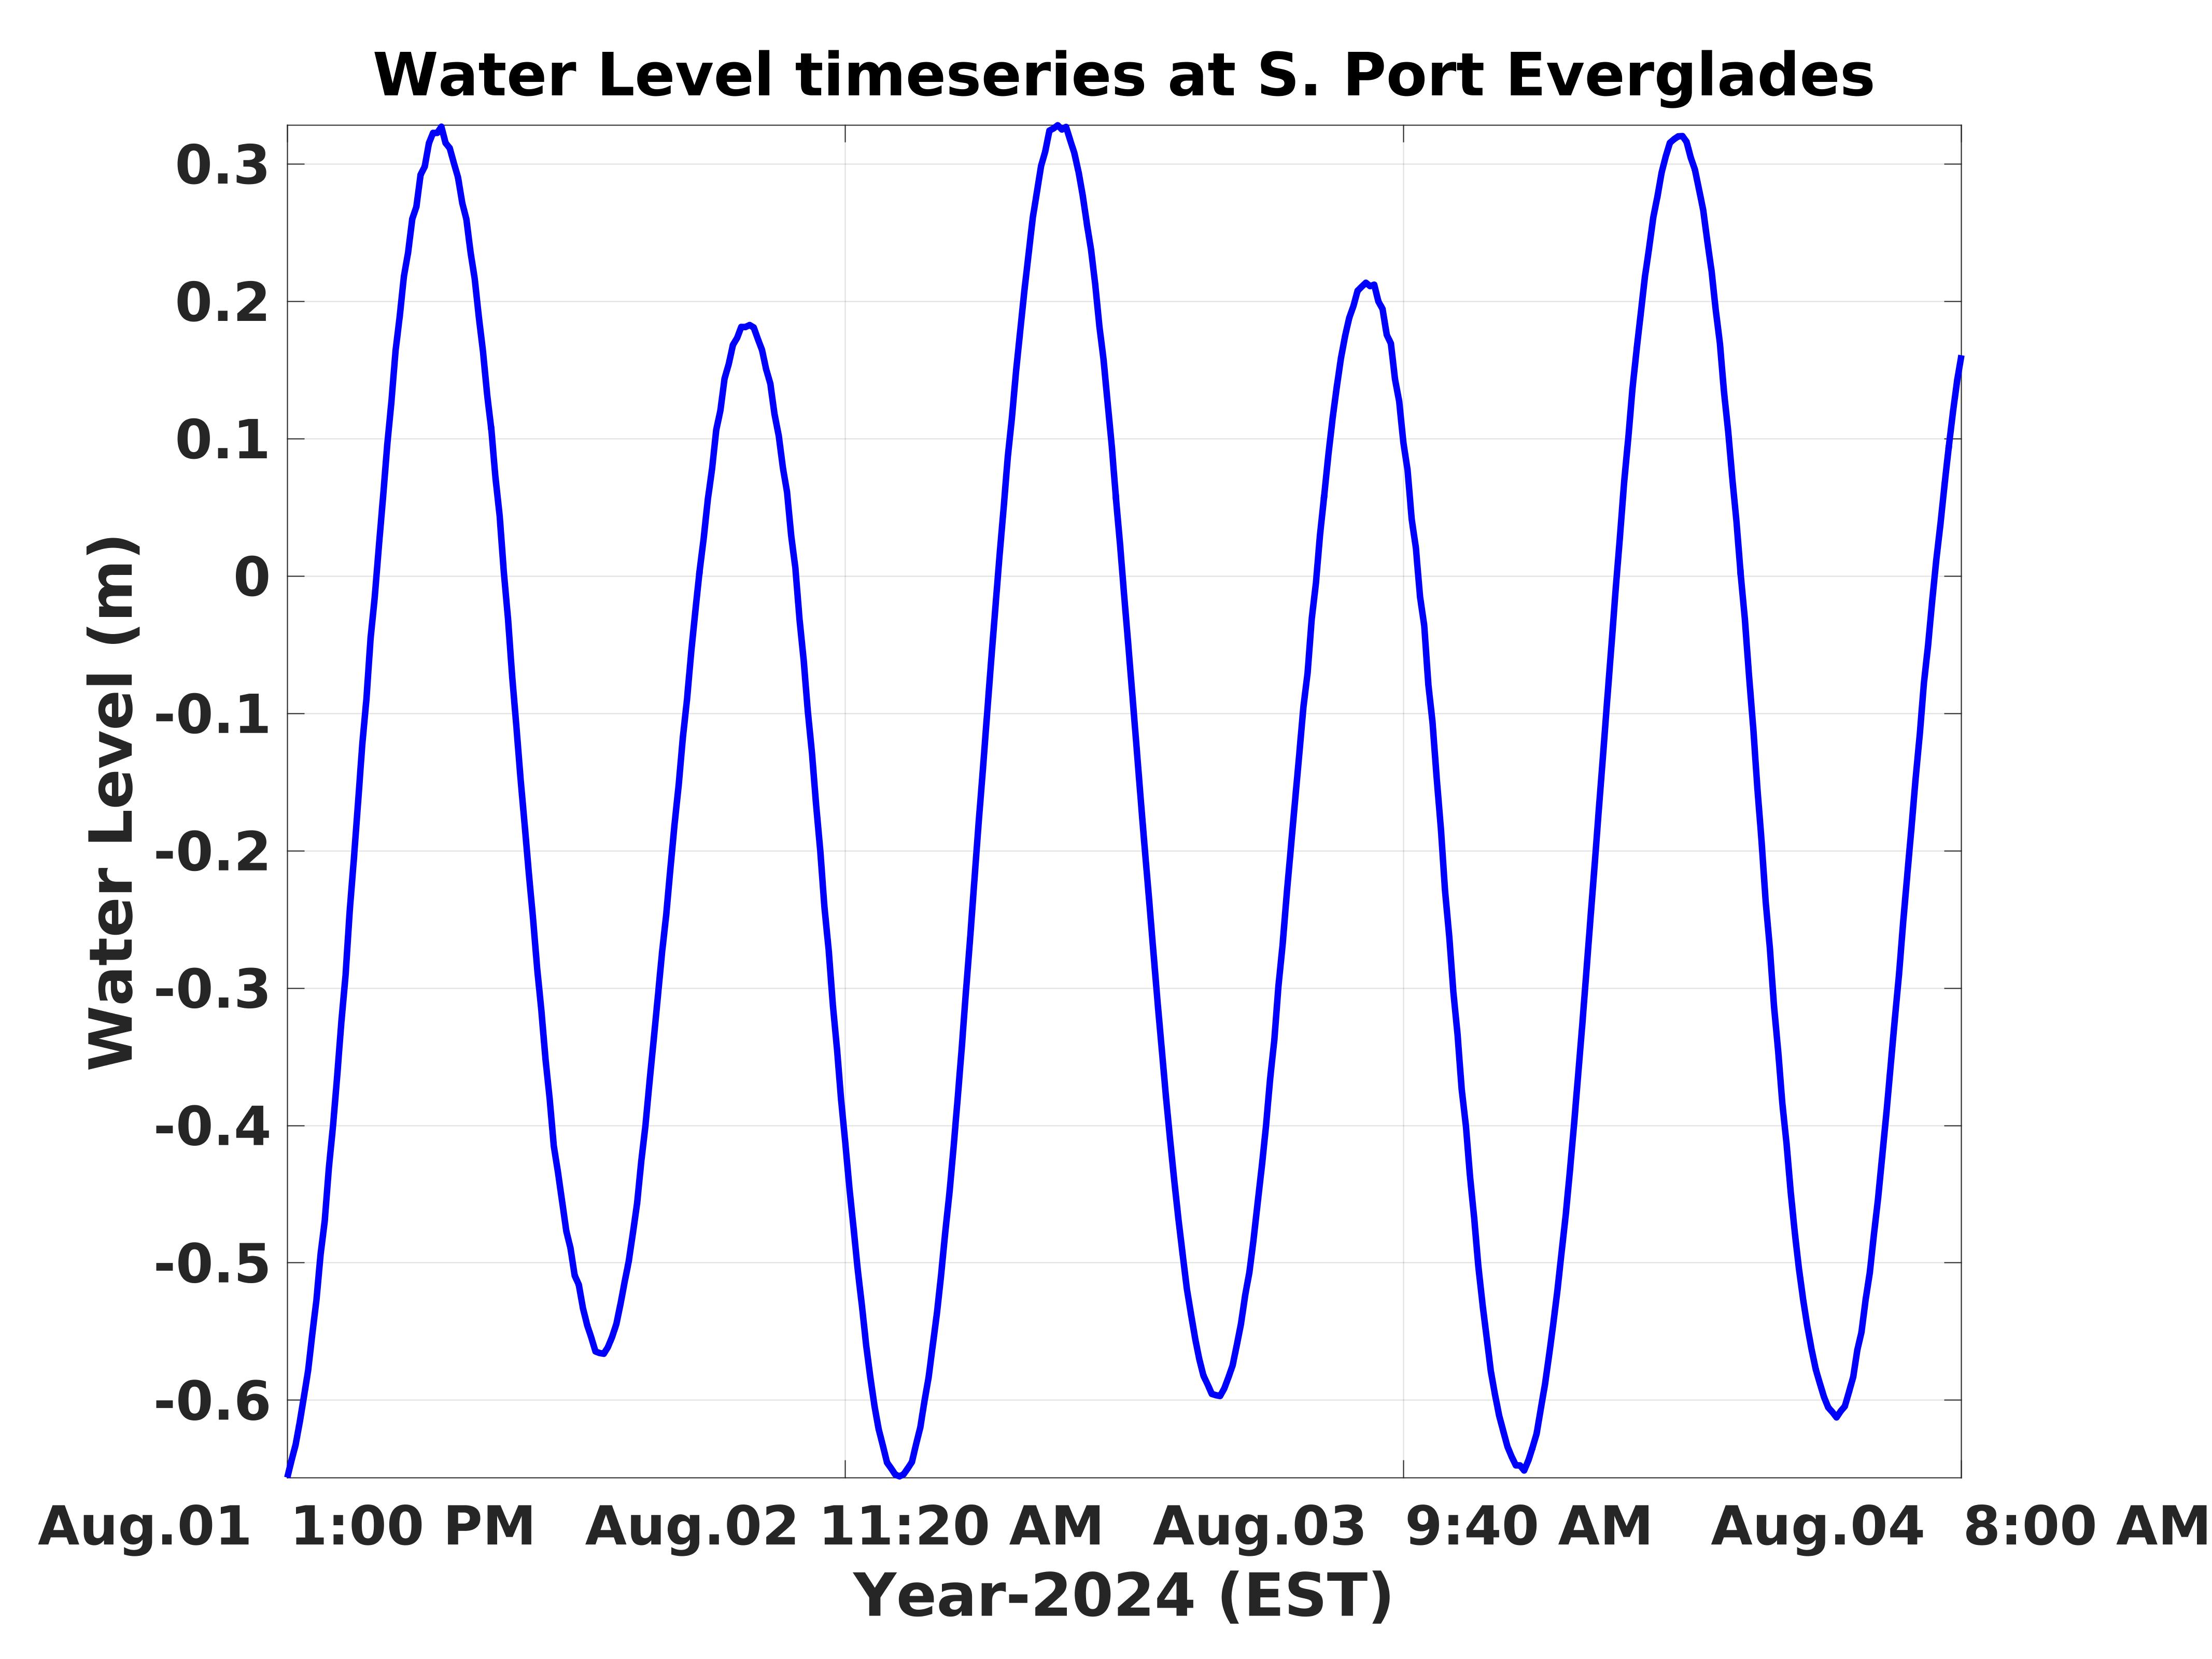 Water Level timeseries at S. Port Everglades
0.3
0.2
0.1
0
-0.1
-0.2
-0.3
-0.4
-0.5
-0.6
Water Level (m)
Aug.01 1:00 PM Aug.02 11:20 AM Aug.03 9:40 AM Aug.04 8:00 AM
Year-2024 (EST)